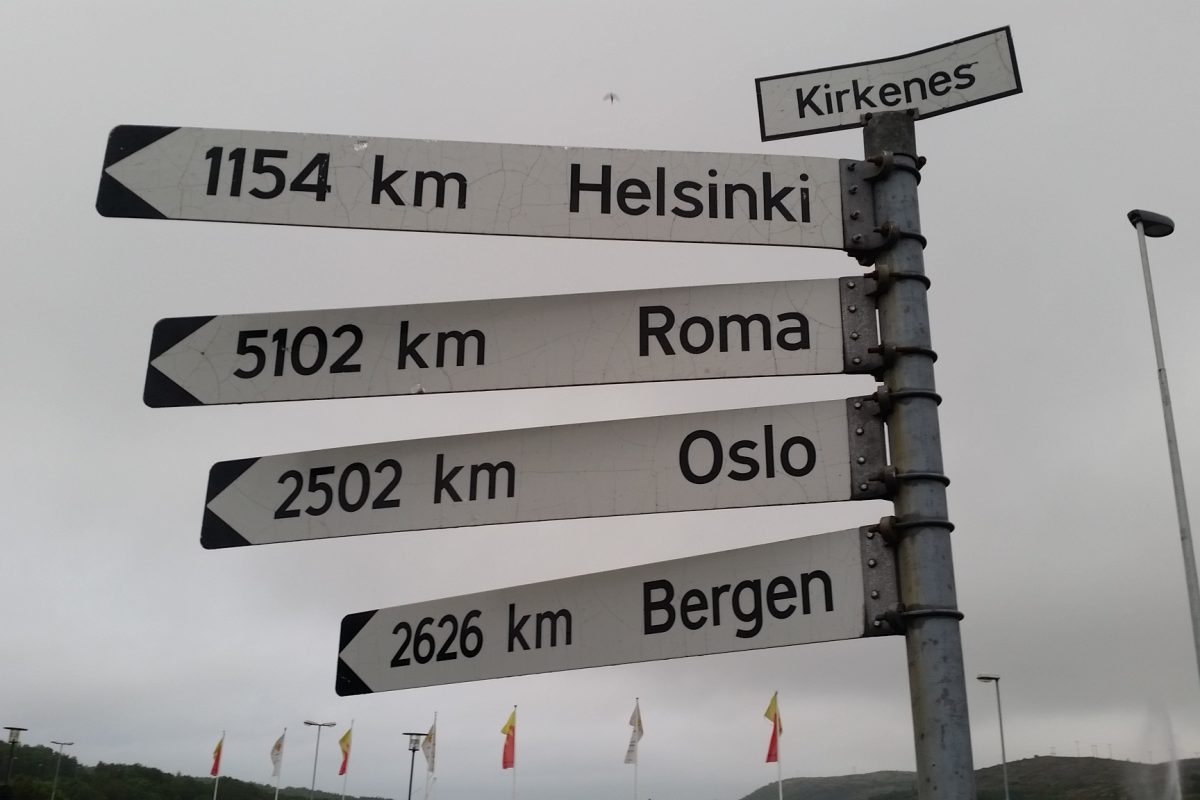 Kirkenes
1154 km Helsinki
5102 km Roma
2502 km Oslo
2626 km Bergen